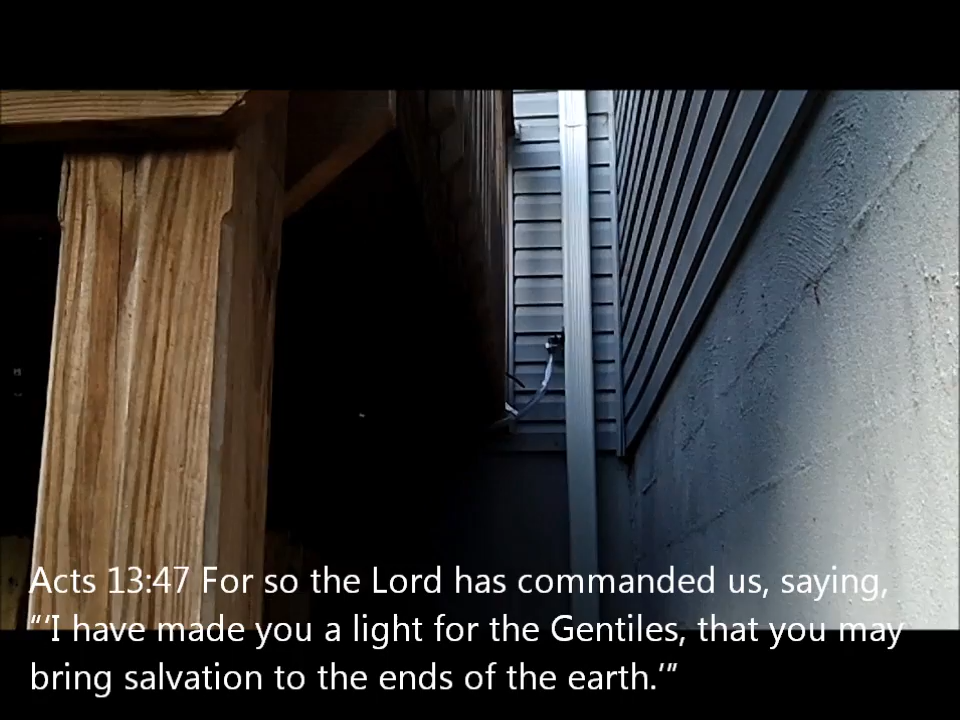 Acts 13:47 For so the Lord has commanded us, saying,
“‘I have made you a light for the Gentiles, that you may
bring salvation to the ends of the earth.’”